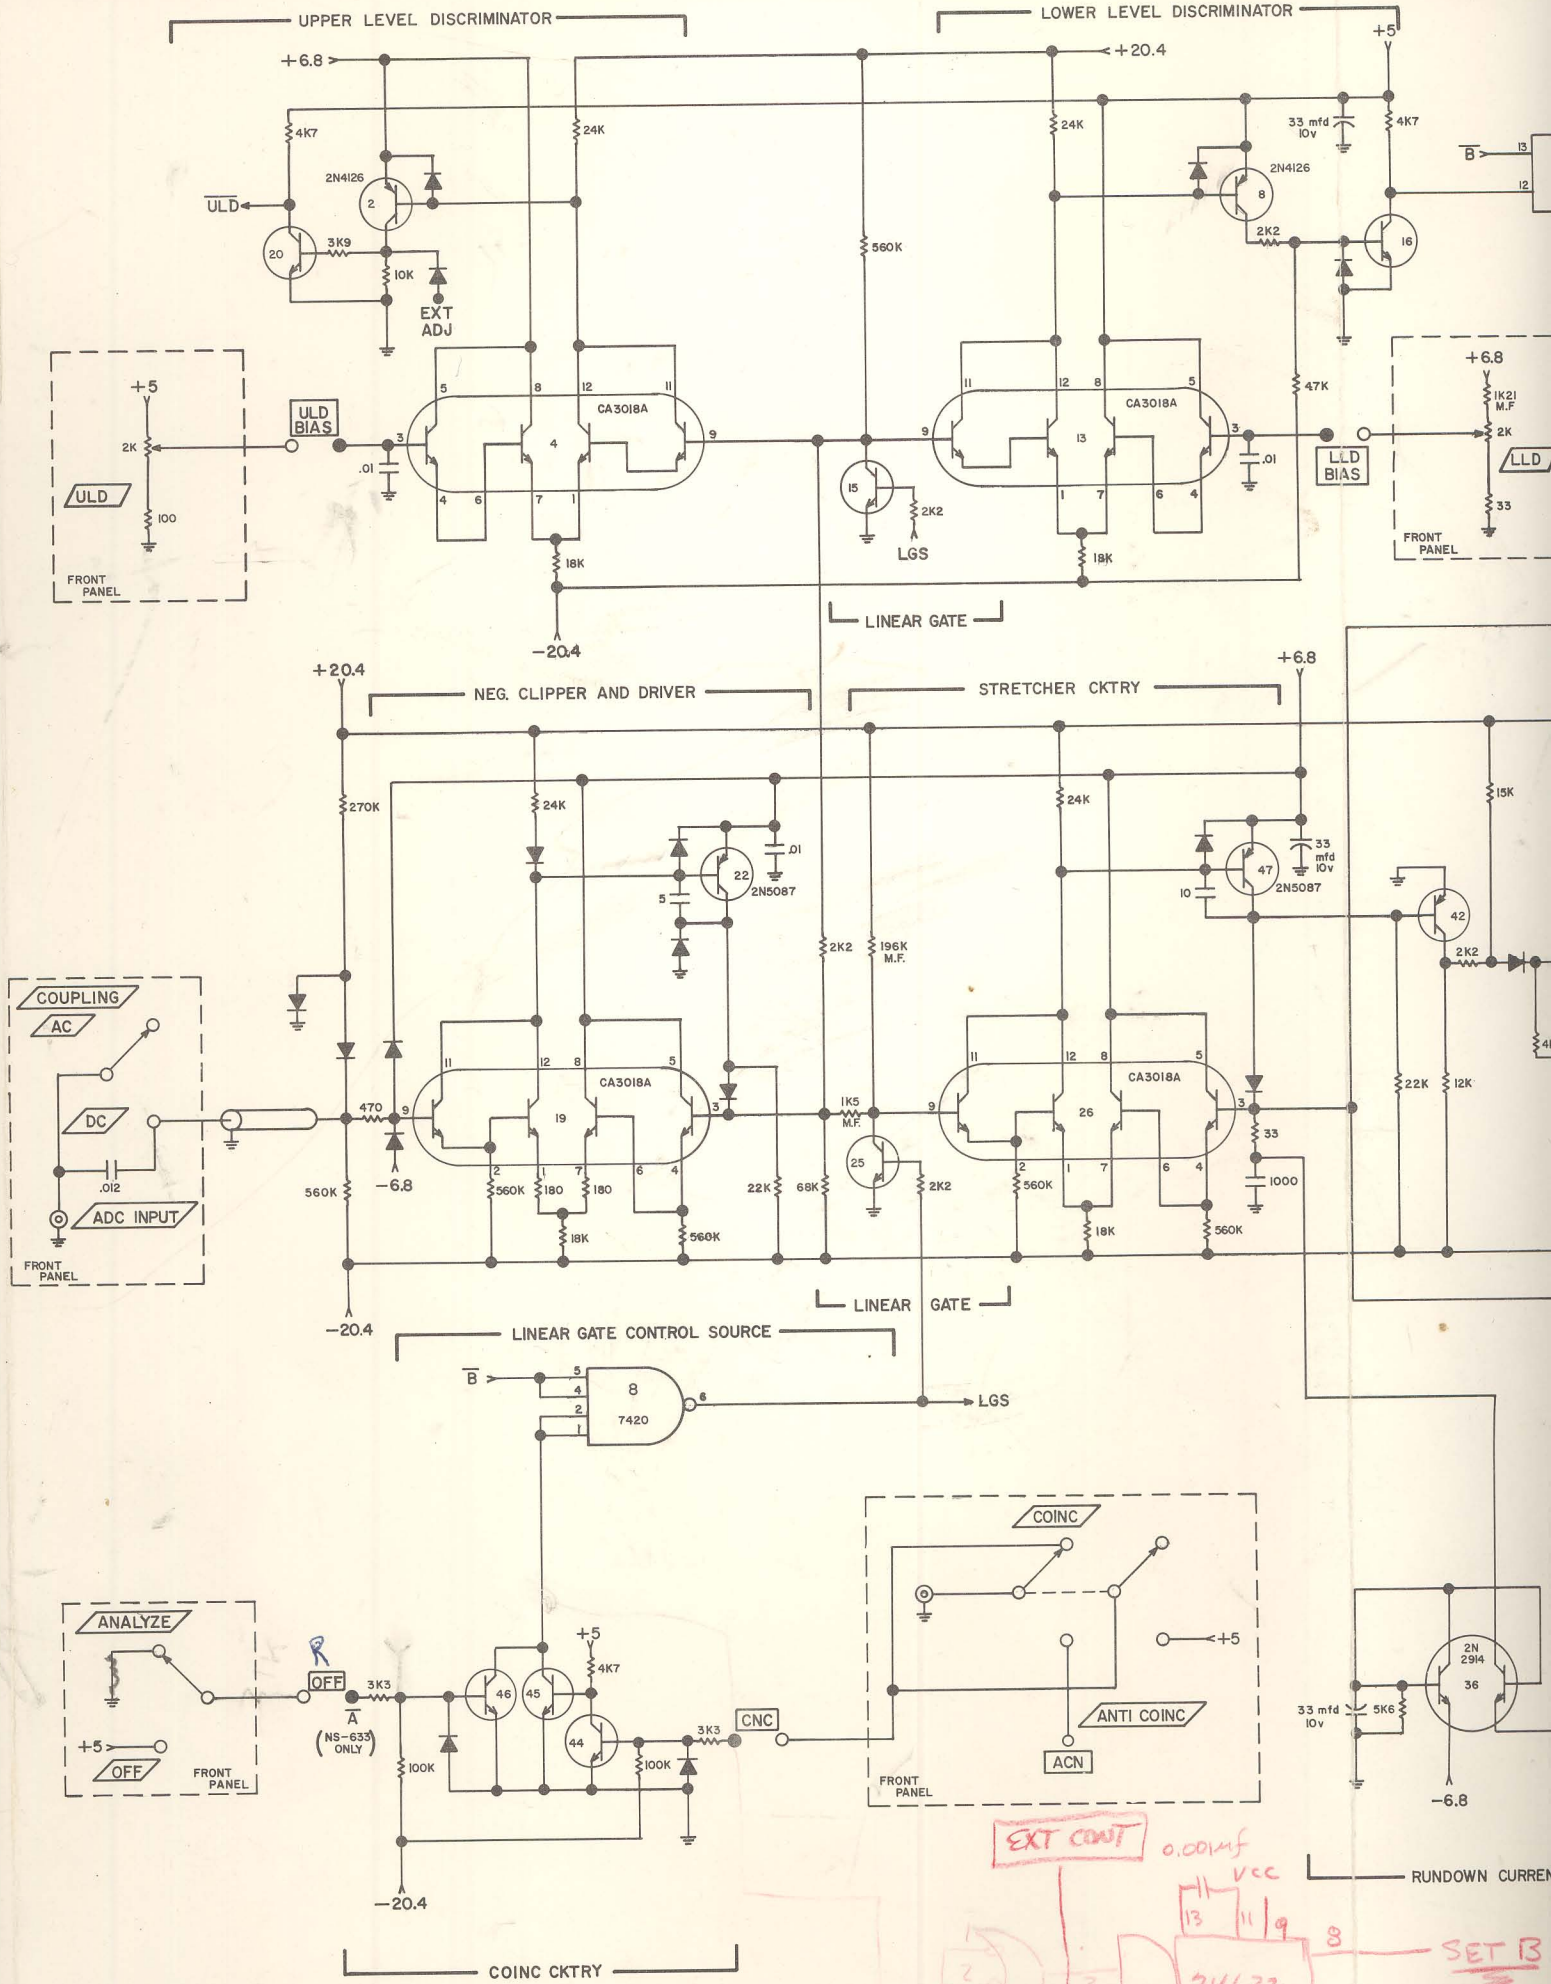 UPPER LEVEL DISCRIMINATOR
LOWER LEVEL DISCRIMINATOR
+6.8
+20.4
+5
4K7
24K
24K
33 mfd
10v
4K7
2N4126
2N4126
B̅
13
12
U̅L̅D̅
2
8
20
3K9
10K
560K
2K2
16
EXT
ADJ
+5
2K
ULD
100
FRONT
PANEL
ULD
BIAS
.01
5
8
12
11
CA3018A
3
4
9
4
6
7
1
18K
-20.4
15
2K2
LGS
11
12
8
5
CA3018A
9
13
3
1
7
6
4
18K
47K
.01
LLD
BIAS
+6.8
1K21
M.F
2K
LLD
33
FRONT
PANEL
LINEAR GATE
+20.4
NEG. CLIPPER AND DRIVER
STRETCHER CKTRY
+6.8
270K
24K
24K
15K
.01
22
2N5087
5
33
mfd
10v
47
2N5087
10
42
2K2
196K
M.F.
2K2
COUPLING
AC
DC
.012
ADC INPUT
FRONT
PANEL
470
-6.8
560K
11
12
8
5
CA3018A
9
19
3
2
1
7
6
4
560K
180
180
18K
560K
22K
68K
1K5
M.F.
25
2K2
11
12
8
5
CA3018A
9
26
3
2
1
7
6
4
560K
18K
560K
33
1000
22K
12K
-20.4
LINEAR GATE
LINEAR GATE CONTROL SOURCE
B̅
5
4
2
1
8
7420
6
LGS
COINC
+5
ANTI COINC
ACN
FRONT
PANEL
ANALYZE
+5
OFF
FRONT
PANEL
R
OFF
A̅
(NS-633
ONLY)
3K3
100K
46
45
+5
4K7
44
100K
3K3
CNC
-20.4
COINC CKTRY
2N
2914
36
33 mfd
10v
5K6
-6.8
RUNDOWN CURREN
EXT CONT
0.001µf
VCC
13
11
9
8
SET B